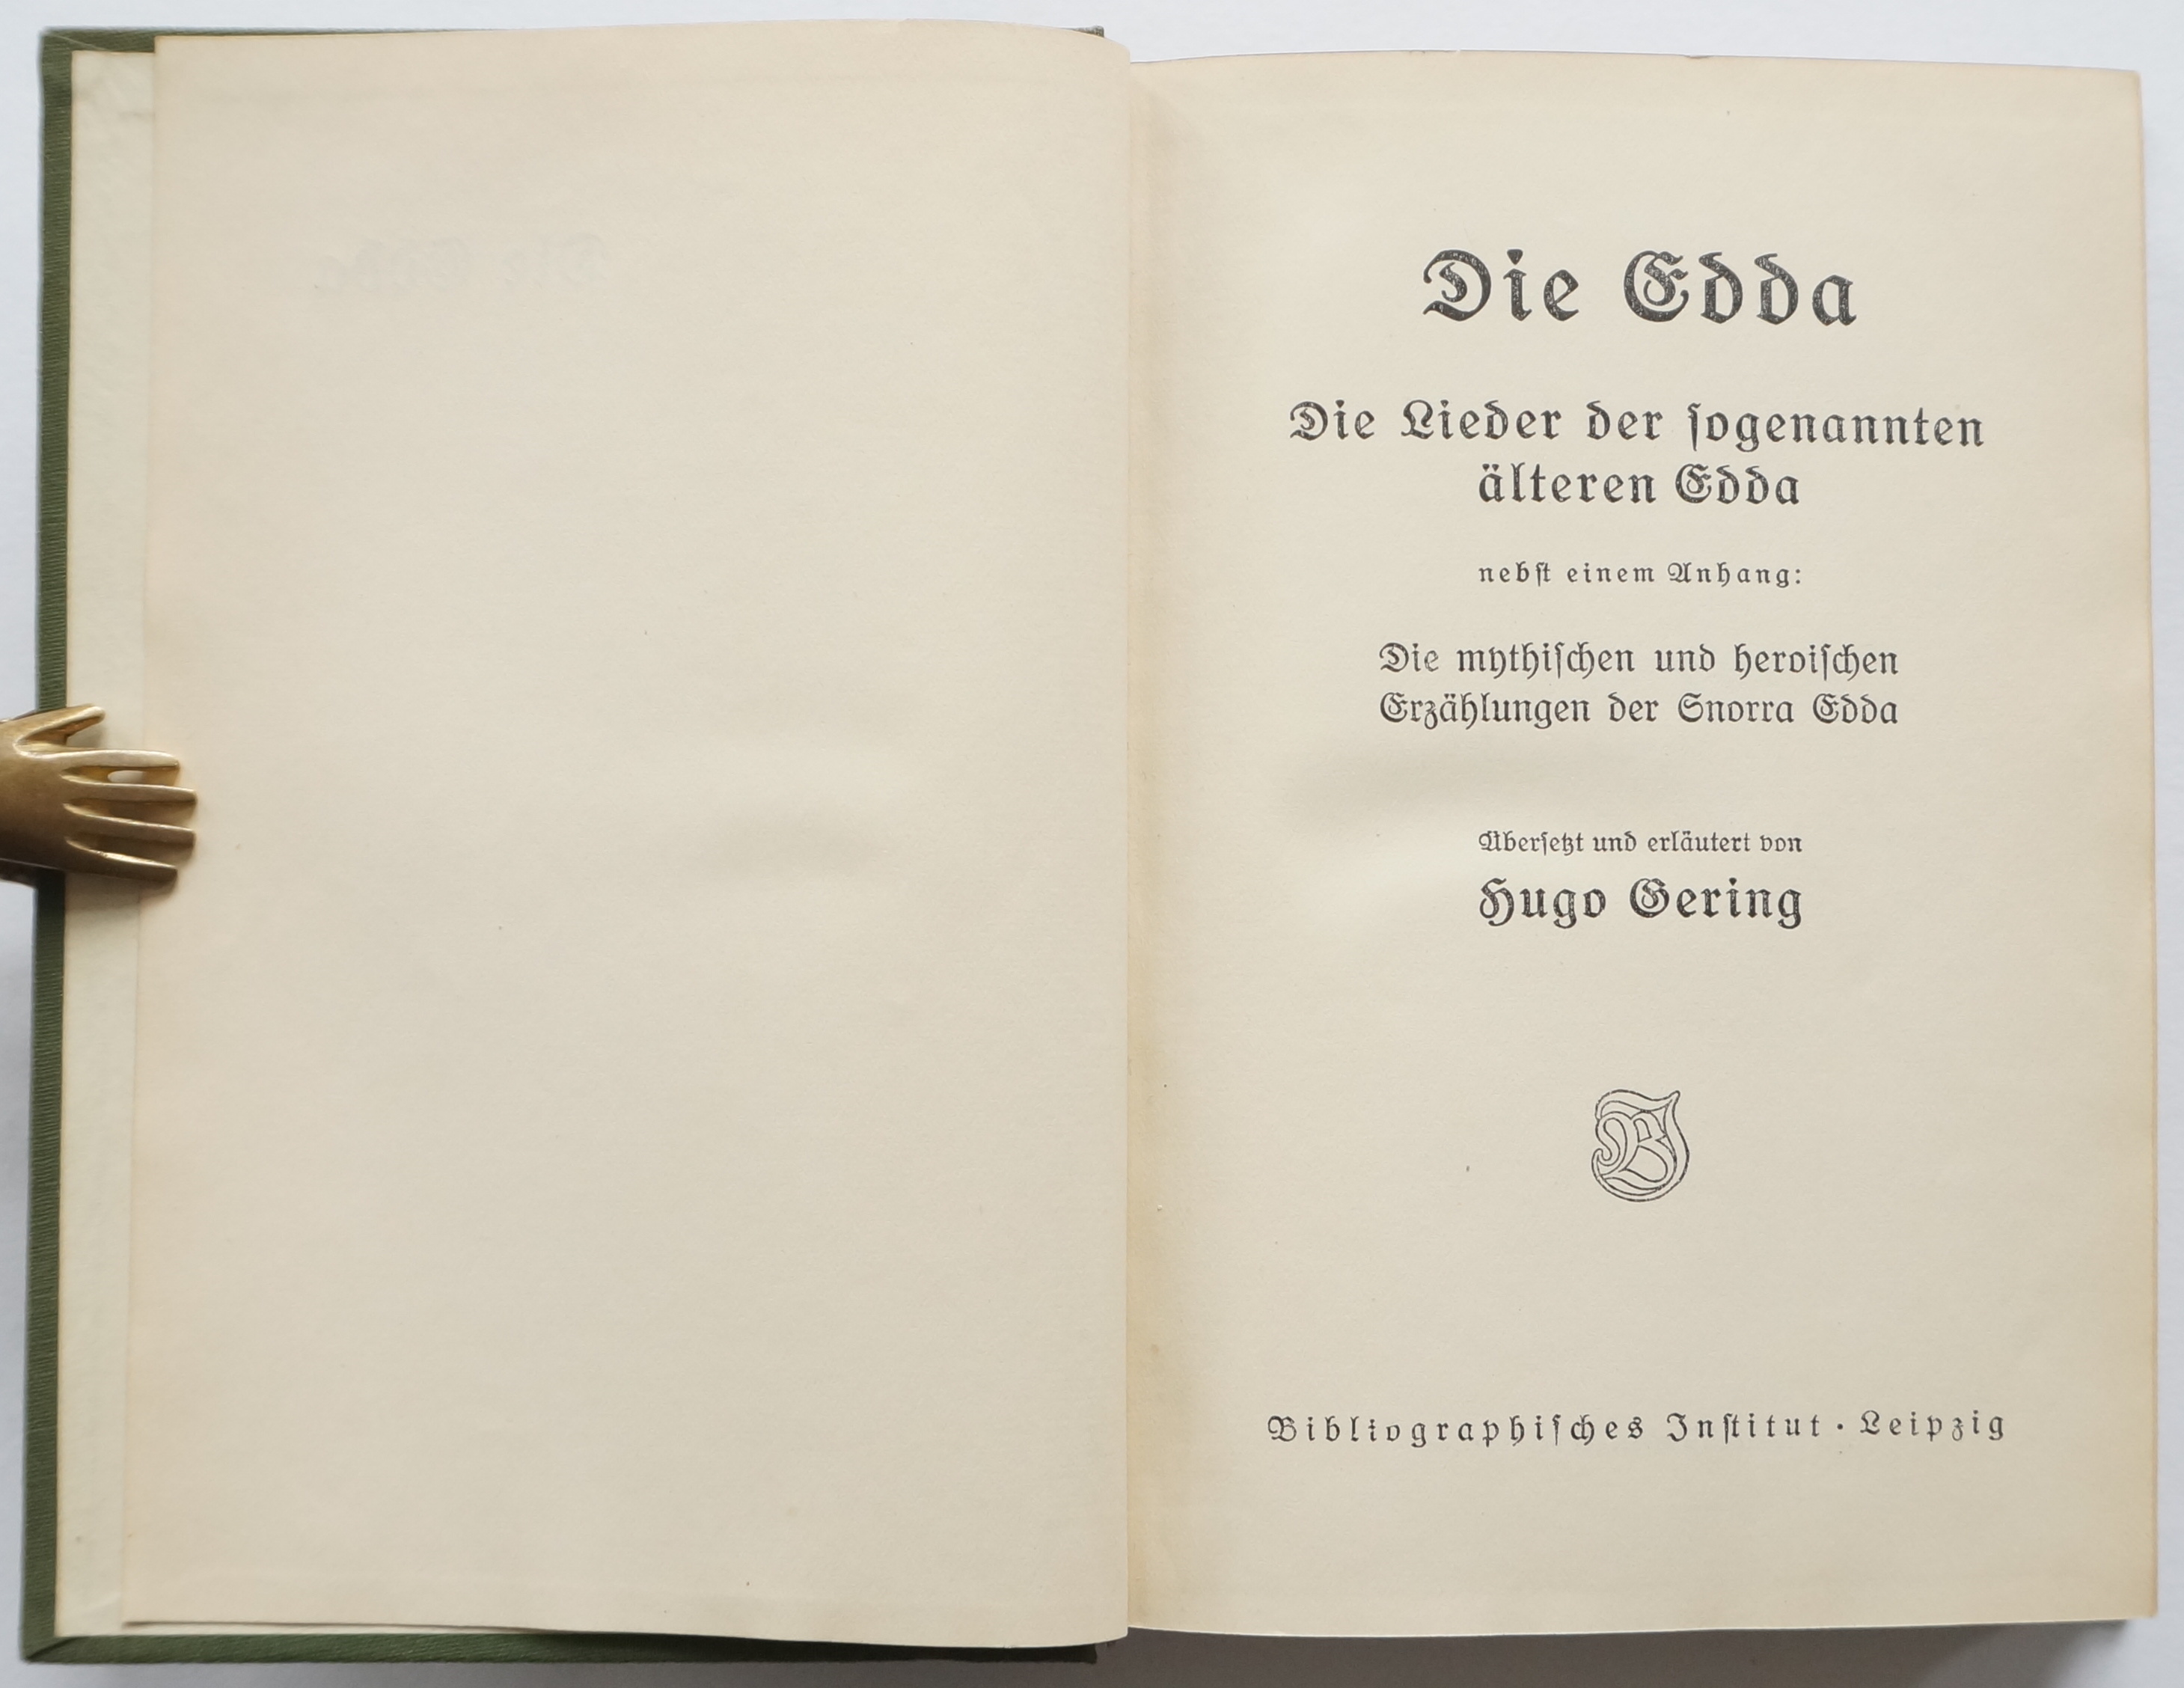 Die Edda
Die Lieder der ſogenannten
älteren Edda
nebſt einem Anhang:
Die mythiſchen und heroiſchen
Erzählungen der Snorra Edda
Überſetzt und erläutert von
Hugo Gering
BI
Bibliographiſches Inſtitut · Leipzig